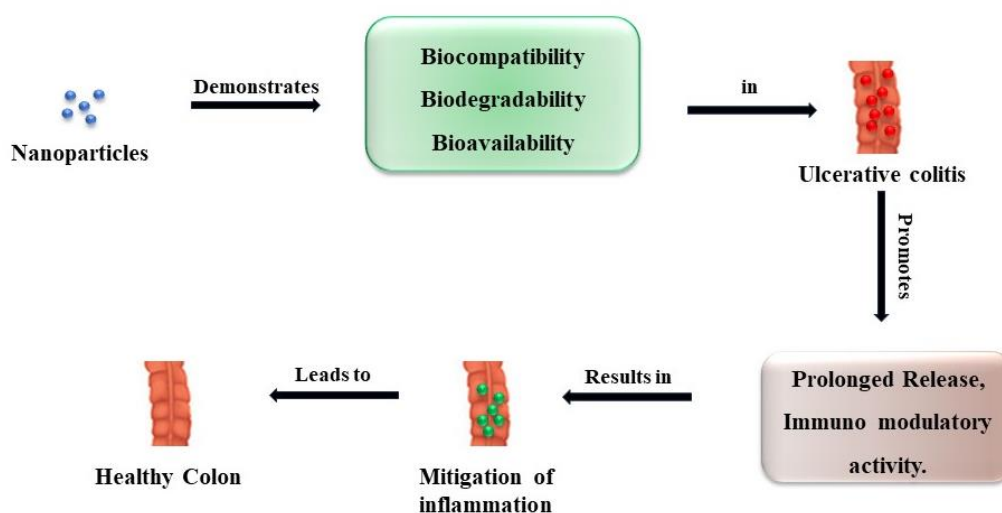 Nanoparticles
Demonstrates
Biocompatibility
Biodegradability
Bioavailability
in
Ulcerative colitis
Promotes
Prolonged Release,
Immuno modulatory
activity.
Results in
Mitigation of
inflammation
Leads to
Healthy Colon